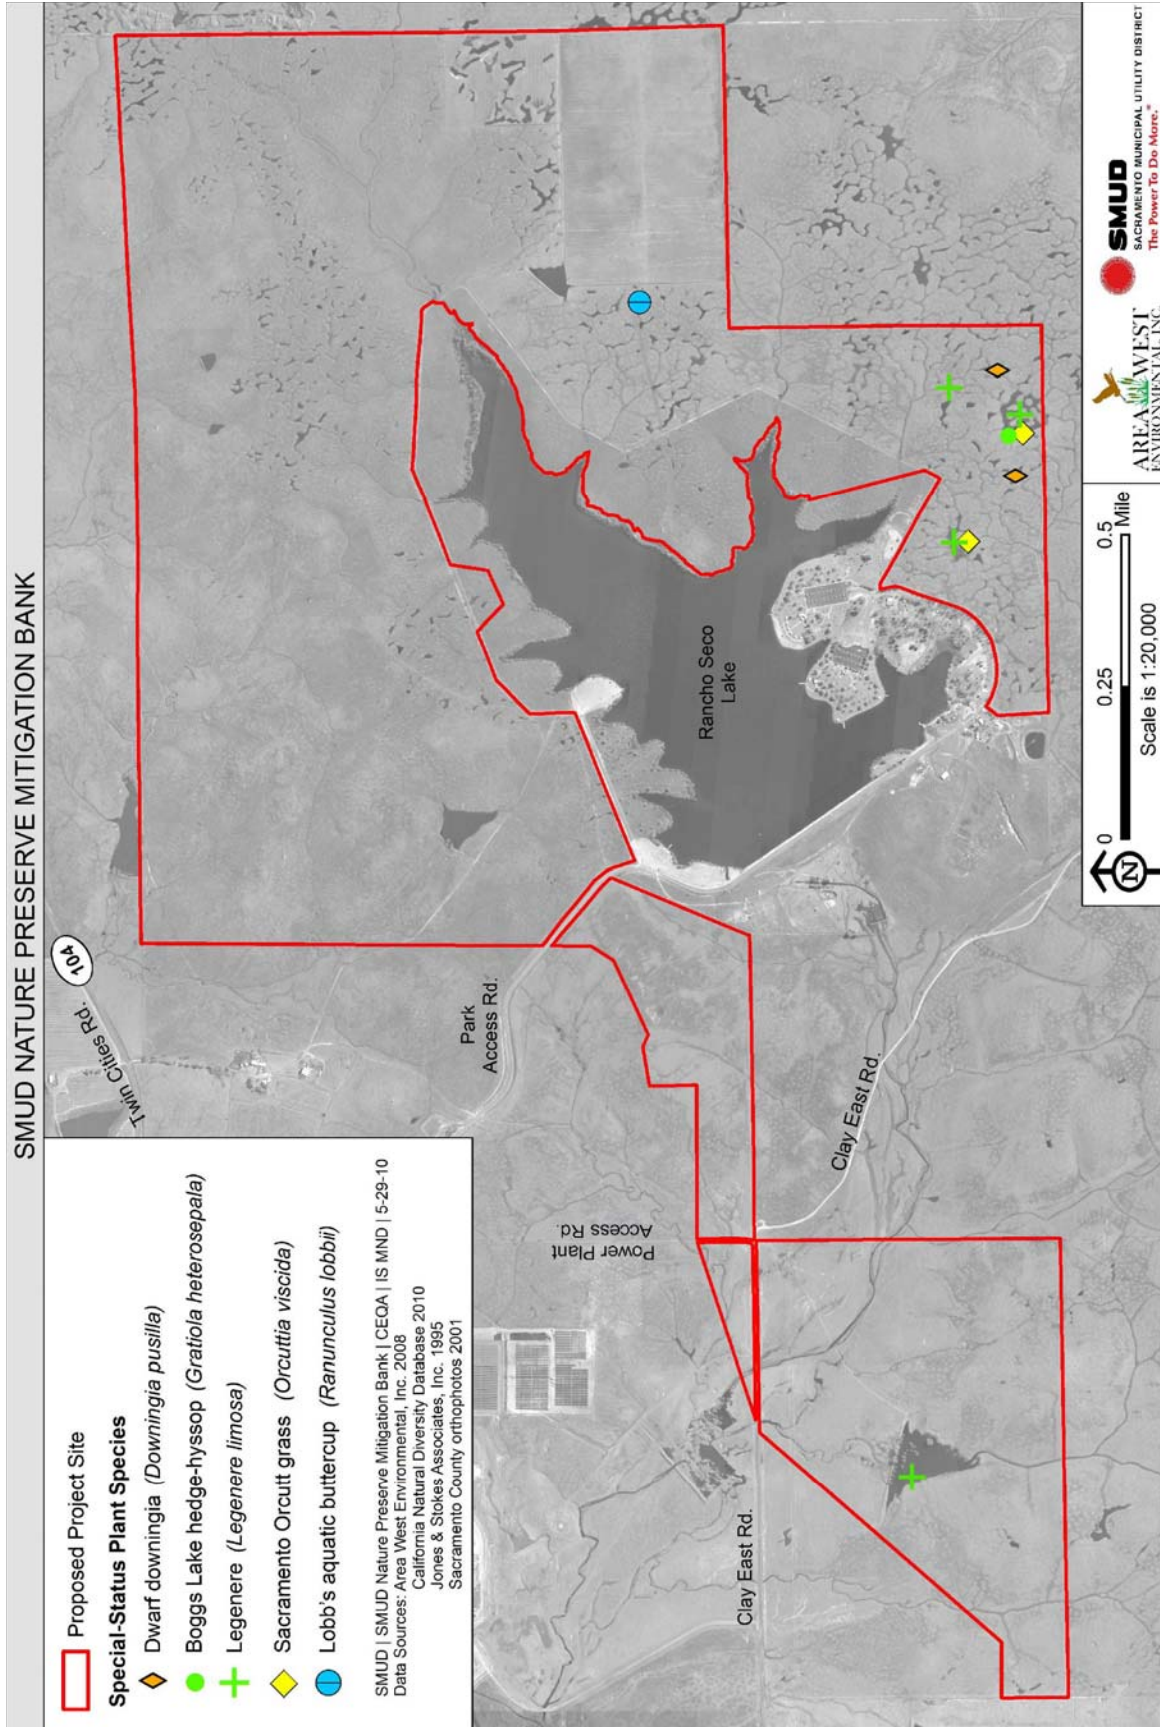 SMUD NATURE PRESERVE MITIGATION BANK
104
Twin Cities Rd.
Park
Access Rd.
Proposed Project Site
Special-Status Plant Species
Dwarf downingia (Downingia pusilla)
Boggs Lake hedge-hyssop (Gratiola heterosepala)
Legenere (Legenere limosa)
Sacramento Orcutt grass (Orcuttia viscida)
Lobb's aquatic buttercup (Ranunculus lobbii)
SMUD | SMUD Nature Preserve Mitigation Bank | CEQA | IS MND | 5-29-10
Data Sources: Area West Environmental, Inc. 2008
California Natural Diversity Database 2010
Jones & Stokes Associates, Inc. 1995
Sacramento County orthophotos 2001
Power Plant
Access Rd.
Rancho Seco
Lake
Clay East Rd.
Clay East Rd.
N
0 0.25 0.5
Mile
Scale is 1:20,000
AREA WEST
ENVIRONMENTAL, INC.
SMUD
SACRAMENTO MUNICIPAL UTILITY DISTRICT
The Power To Do More.®